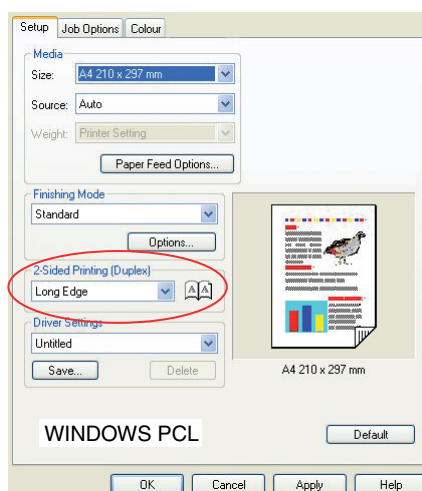 Setup Job Options Colour
Media
Size: A4 210 x 297 mm
Source: Auto
Weight: Printer Setting
Paper Feed Options...
Finishing Mode
Standard
Options...
2-Sided Printing (Duplex)
Long Edge A A
Driver Settings
Untitled
Save... Delete
A4 210 x 297 mm
WINDOWS PCL
Default
OK Cancel Apply Help